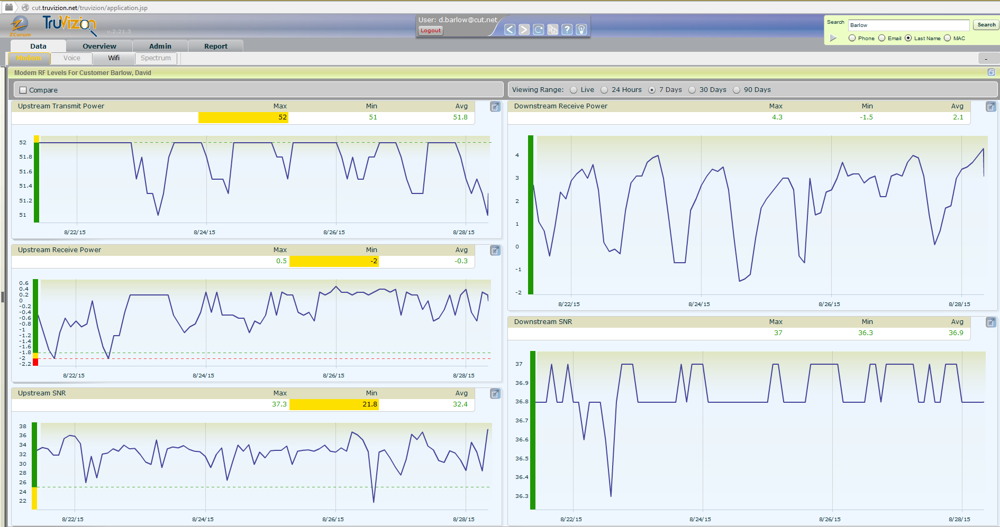 cut.truvizion.net/truvizion/application.jsp
ZCorum
TruVizion
v.2.21.3
User: d.barlow@cut.net
Logout
Search
Barlow
Search
Phone Email Last Name MAC
Data Overview Admin Report
Modem Voice Wifi Spectrum
-
Modem RF Levels For Customer Barlow, David
Compare
Viewing Range: Live 24 Hours 7 Days 30 Days 90 Days
Upstream Transmit Power Max Min Avg
52 51 51.8
52
51.8
51.6
51.4
51.2
51
8/22/15 8/24/15 8/26/15 8/28/15
Upstream Receive Power Max Min Avg
0.5 -2 -0.3
0.6
0.4
0.2
0
-0.2
-0.4
-0.6
-0.8
-1
-1.2
-1.4
-1.6
-1.8
-2
-2.2
8/22/15 8/24/15 8/26/15 8/28/15
Upstream SNR Max Min Avg
37.3 21.8 32.4
38
36
34
32
30
28
26
24
22
8/22/15 8/24/15 8/26/15 8/28/15
Downstream Receive Power Max Min Avg
4.3 -1.5 2.1
4
3
2
1
0
-1
-2
8/22/15 8/24/15 8/26/15 8/28/15
Downstream SNR Max Min Avg
37 36.3 36.9
37
36.9
36.8
36.7
36.6
36.5
36.4
36.3
8/22/15 8/24/15 8/26/15 8/28/15